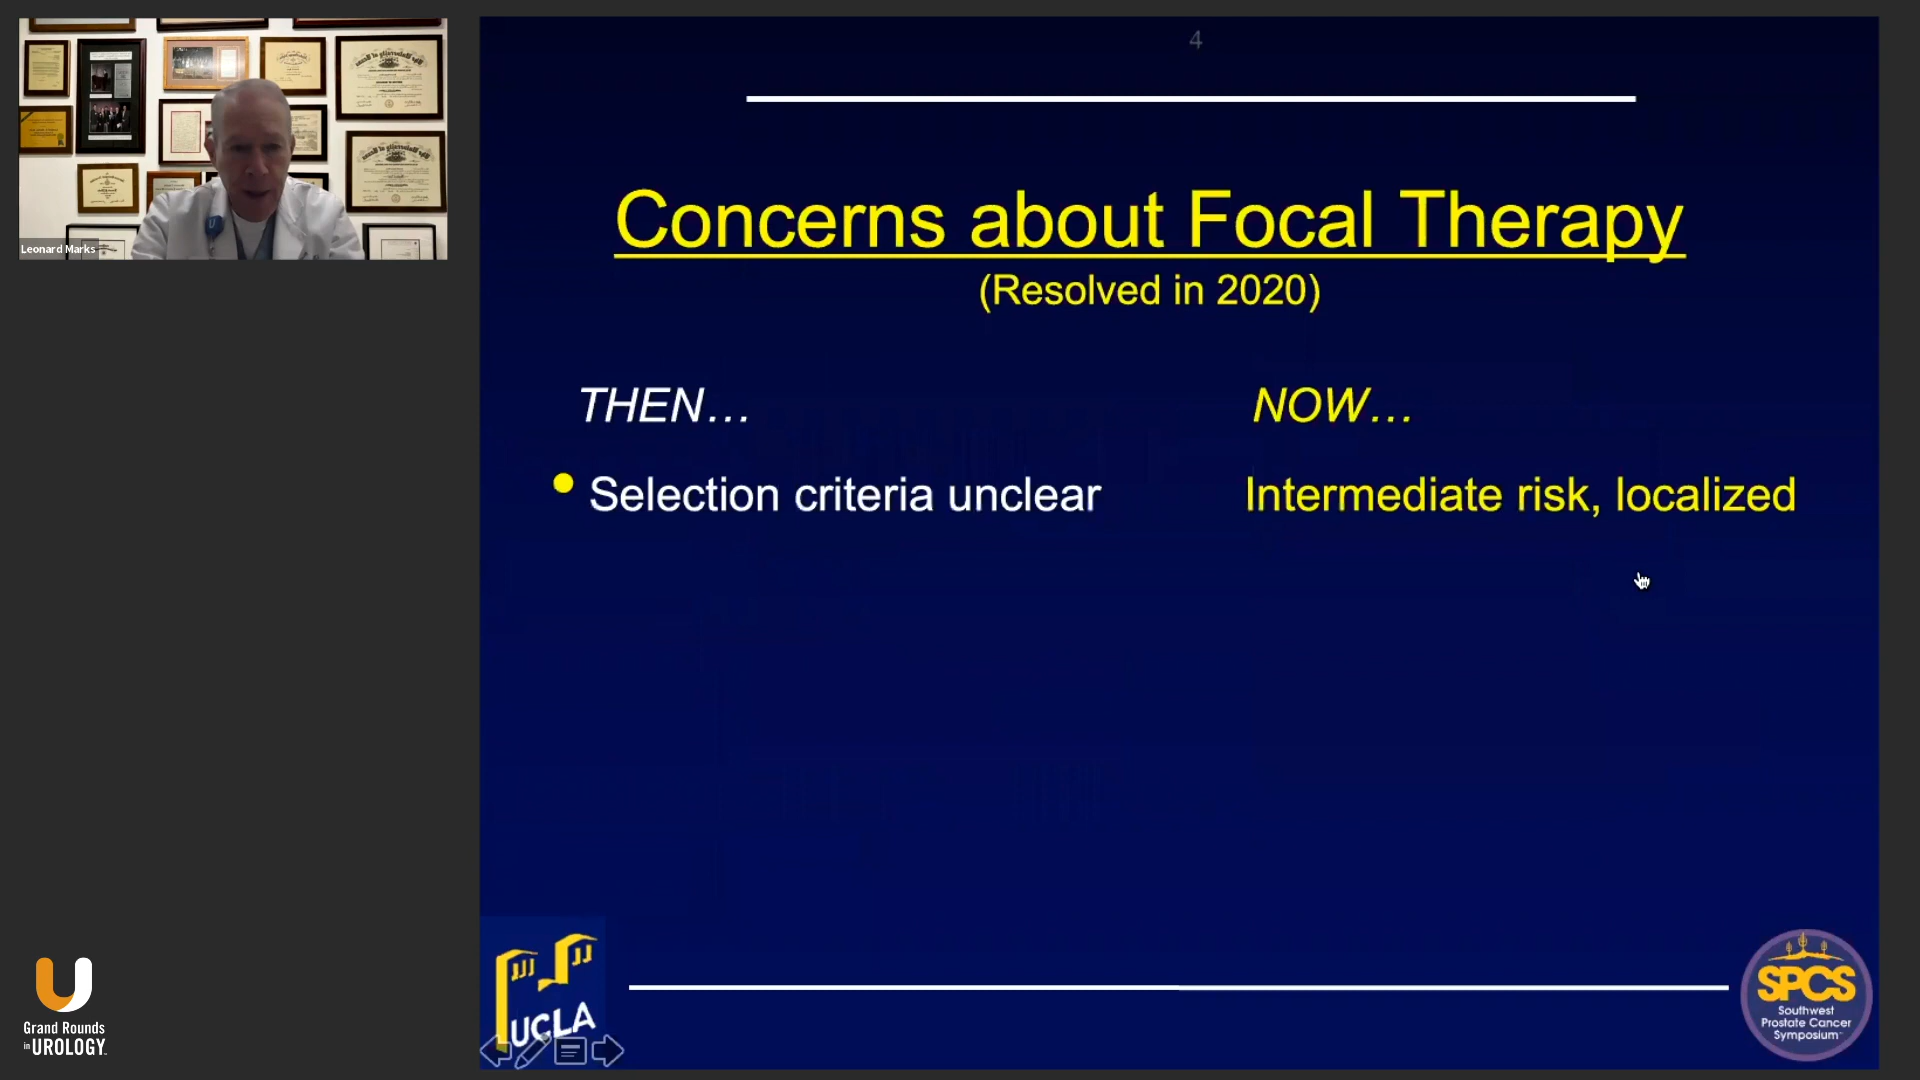 4
Concerns about Focal Therapy
(Resolved in 2020)
THEN… NOW…
• Selection criteria unclear Intermediate risk, localized
Leonard Marks
U
Grand Rounds
in UROLOGY
UCLA
SPCS
Southwest
Prostate Cancer
Symposium